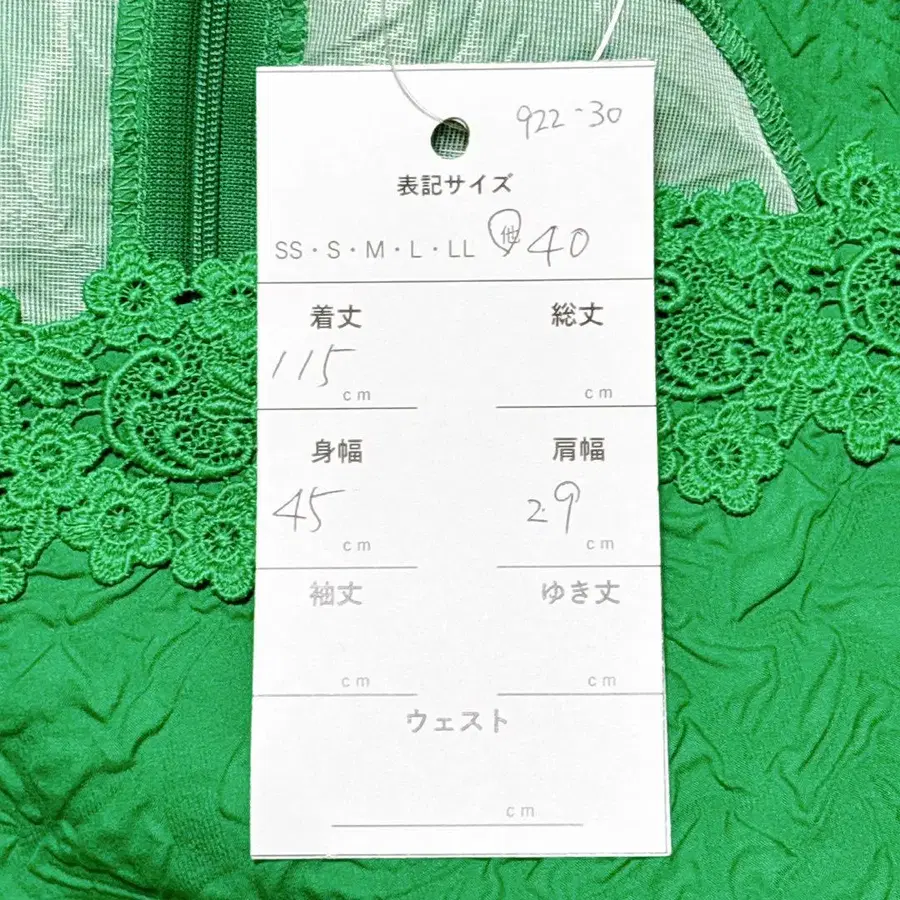 922-30
表記サイズ
SS・S・M・L・LL 他 40
着丈 総丈
115 cm cm
身幅 肩幅
45 cm 29 cm
袖丈 ゆき丈
cm cm
ウェスト
cm